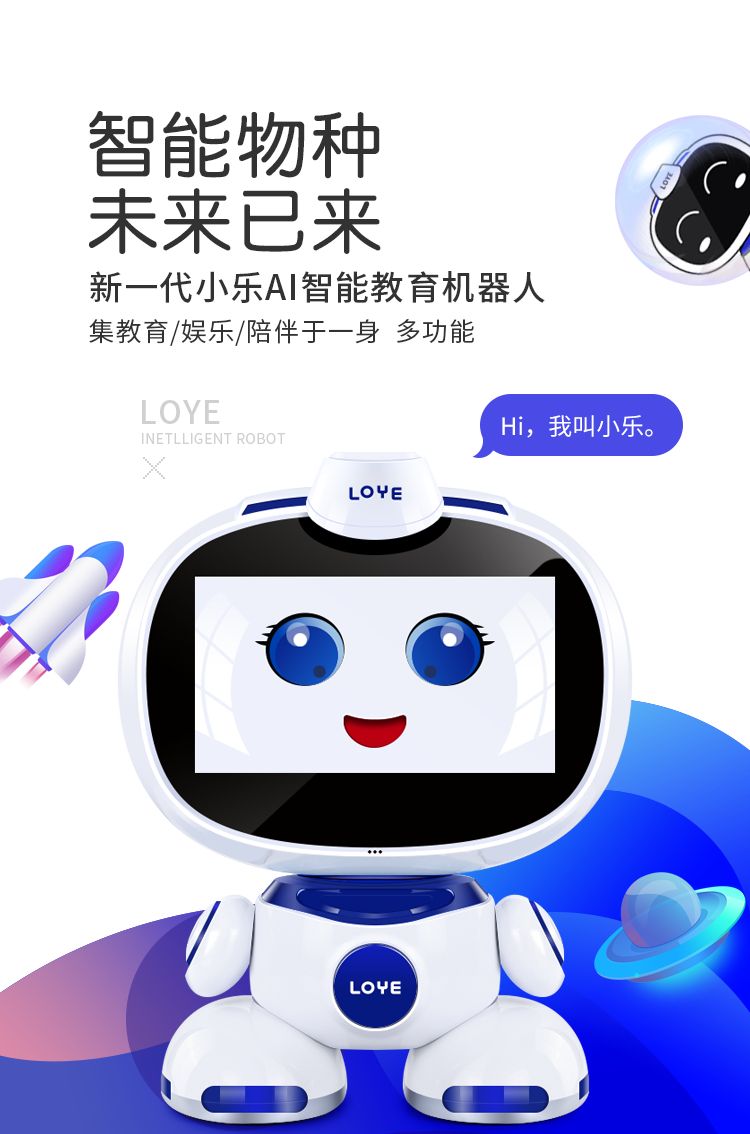 智能物种
未来已来
新一代小乐AI智能教育机器人
集教育/娱乐/陪伴于一身 多功能
LOYE
LOYE
INETLLIGENT ROBOT
Hi，我叫小乐。
LOYE
LOYE